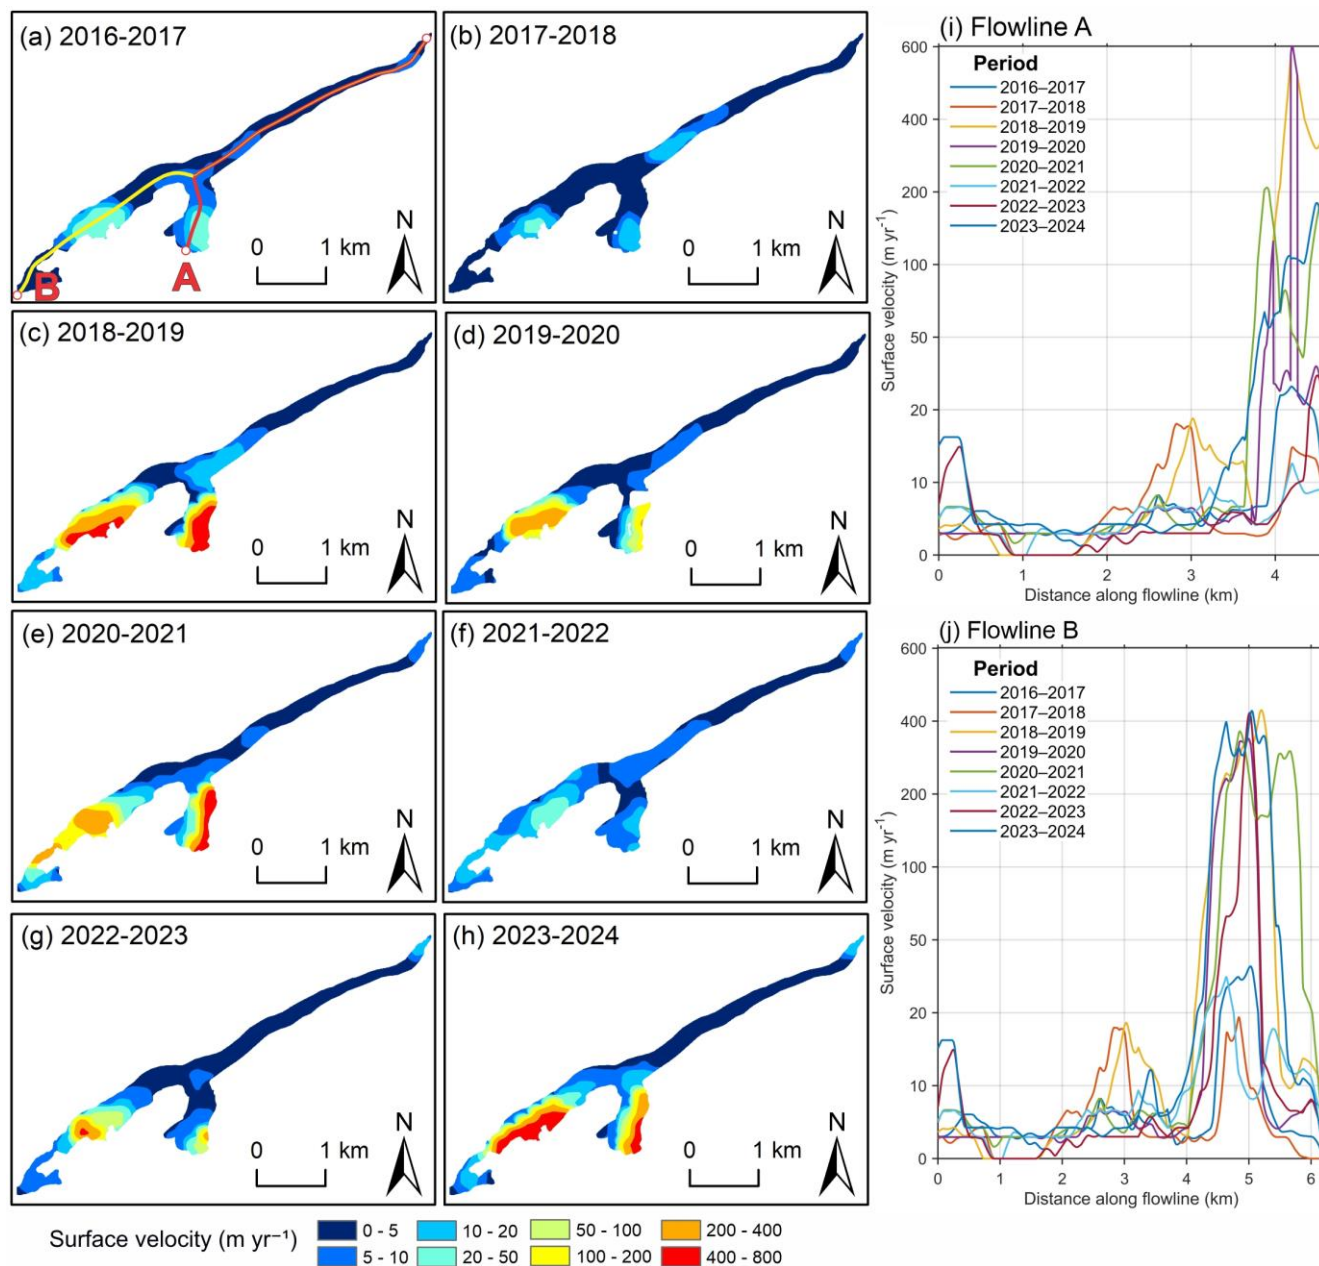 (a) 2016-2017
N
0 1 km
A
B
(b) 2017-2018
N
0 1 km
(c) 2018-2019
N
0 1 km
(d) 2019-2020
N
0 1 km
(e) 2020-2021
N
0 1 km
(f) 2021-2022
N
0 1 km
(g) 2022-2023
N
0 1 km
(h) 2023-2024
N
0 1 km
Surface velocity (m yr⁻¹)
0 - 5
10 - 20
50 - 100
200 - 400
5 - 10
20 - 50
100 - 200
400 - 800
(i) Flowline A
600
400
200
100
50
20
10
0
Surface velocity (m yr⁻¹)
Period
2016–2017
2017–2018
2018–2019
2019–2020
2020–2021
2021–2022
2022–2023
2023–2024
0 1 2 3 4
Distance along flowline (km)
(j) Flowline B
600
400
200
100
50
20
10
0
Surface velocity (m yr⁻¹)
Period
2016–2017
2017–2018
2018–2019
2019–2020
2020–2021
2021–2022
2022–2023
2023–2024
0 1 2 3 4 5 6
Distance along flowline (km)